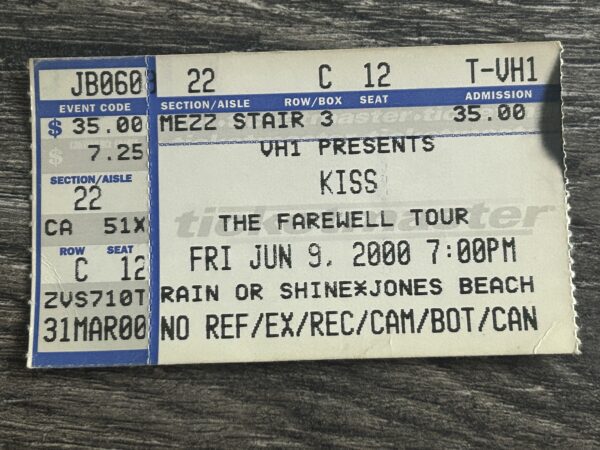 JB0608 22 C 12 T-VH1
EVENT CODE SECTION/AISLE ROW/BOX SEAT ADMISSION
$ 35.00 MEZZ STAIR 3 35.00
$ 7.25 VH1 PRESENTS
SECTION/AISLE KISS
22
CA 51X THE FAREWELL TOUR
ROW SEAT FRI JUN 9, 2000 7:00PM
C 12
ZVS710T RAIN OR SHINE*JONES BEACH
31MAR00 NO REF/EX/REC/CAM/BOT/CAN
ticketmaster